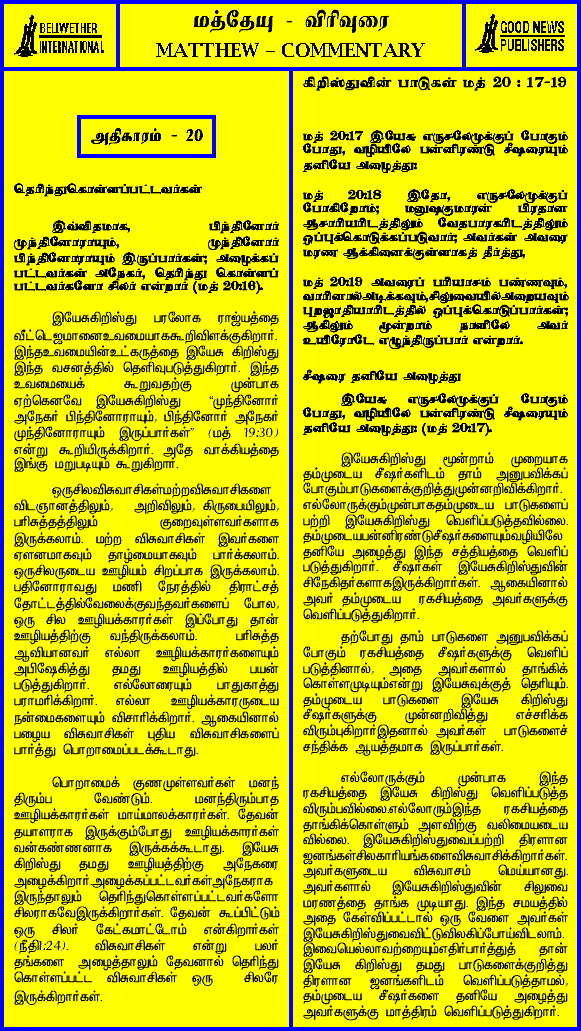 BELLWETHER
INTERNATIONAL
மத்தேயு - விரிவுரை
MATTHEW – COMMENTARY
GOOD NEWS
PUBLISHERS
அதிகாரம் - 20
தெரிந்துகொள்ளப்பட்டவர்கள்
இவ்விதமாக, பிந்தினோர்
முந்தினோராயும், முந்தினோர்
பிந்தினோராயும் இருப்பார்கள்; அழைக்கப்
பட்டவர்கள் அநேகர், தெரிந்து கொள்ளப்
பட்டவர்களோ சிலர் என்றார் (மத் 20:16).
இயேசுகிறிஸ்து பரலோக ராஜ்யத்தை
வீட்டெஜமானைஉவமையாககூறிவிளக்குகிறார்.
இந்தஉவமையின்உட்கருத்தை இயேசு கிறிஸ்து
இந்த வசனத்தில் தெளிவுபடுத்துகிறார். இந்த
உவமையைக் கூறுவதற்கு முன்பாக
ஏற்கெனவே இயேசுகிறிஸ்து “முந்தினோர்
அநேகர் பிந்தினோராயும், பிந்தினோர் அநேகர்
முந்தினோராயும் இருப்பார்கள்” (மத் 19:30)
என்று கூறியிருக்கிறார். அதே வாக்கியத்தை
இங்கு மறுபடியும் கூறுகிறார்.
ஒருசிலவிசுவாசிகள்மற்றவிசுவாசிகளை
விடஞானத்திலும், அறிவிலும், கிருபையிலும்,
பரிசுத்தத்திலும் குறைவுள்ளவர்களாக
இருக்கலாம். மற்ற விசுவாசிகள் இவர்களை
ஏளனமாகவும் தாழ்மையாகவும் பார்க்கலாம்.
ஒருசிலருடைய ஊழியம் சிறப்பாக இருக்கலாம்.
பதினோராவது மணி நேரத்தில் திராட்சத்
தோட்டத்தில்வேலைக்குவந்தவர்களைப் போல,
ஒரு சில ஊழியக்காரர்கள் இப்போது தான்
ஊழியத்திற்கு வந்திருக்கலாம். பரிசுத்த
ஆவியானவர் எல்லா ஊழியக்காரர்களையும்
அபிஷேகித்து தமது ஊழியத்தில் பயன்
படுத்துகிறார். எல்லோரையும் பாதுகாத்து
பராமரிக்கிறார். எல்லா ஊழியக்காரருடைய
நன்மைகளையும் விசாரிக்கிறார். ஆகையினால்
பழைய விசுவாசிகள் புதிய விசுவாசிகளைப்
பார்த்து பொறாமைப்படக்கூடாது.
பொறாமைக் குணமுள்ளவர்கள் மனந்
திரும்ப வேண்டும். மனந்திரும்பாத
ஊழியக்காரர்கள் மாய்மாலக்காரர்கள். தேவன்
தயாளராக இருக்கும்போது ஊழியக்காரர்கள்
வன்கண்ணனாக இருக்கக்கூடாது. இயேசு
கிறிஸ்து தமது ஊழியத்திற்கு அநேகரை
அழைக்கிறார்.அழைக்கப்பட்டவர்கள்,அநேகராக
இருந்தாலும் தெரிந்துகொள்ளப்பட்டவர்களோ
சிலராகவேஇருக்கிறார்கள். தேவன் கூப்பிட்டும்
ஒரு சிலர் கேட்கமாட்டோம் என்கிறார்கள்
(நீதி1:24). விசுவாசிகள் என்று பலர்
தங்களை அழைத்தாலும் தேவனால் தெரிந்து
கொள்ளப்பட்ட விசுவாசிகள் ஒரு சிலரே
இருக்கிறார்கள்.
கிறிஸ்துவின் பாடுகள் மத் 20 : 17-19
மத் 20:17 இயேசு எருசலேமுக்குப் போகும்
போது, வழியிலே பன்னிரண்டு சீஷரையும்
தனியே அழைத்து:
மத் 20:18 இதோ, எருசலேமுக்குப்
போகிறோம்; மனுஷகுமாரன் பிரதான
ஆசாரியரிடத்திலும் வேதபாரகரிடத்திலும்
ஒப்புக்கொடுக்கப்படுவார்; அவர்கள் அவரை
மரண ஆக்கினைக்குள்ளாகத் தீர்த்து,
மத் 20:19 அவரைப் பரியாசம் பண்ணவும்,
வாரினால்அடிக்கவும்,சிலுவையில்அறையவும்
புறஜாதியாரிடத்தில் ஒப்புக்கொடுப்பார்கள்;
ஆகிலும் மூன்றாம் நாளிலே அவர்
உயிரோடே எழுந்திருப்பார் என்றார்.
சீஷரை தனியே அழைத்து
இயேசு எருசலேமுக்குப் போகும்
போது, வழியிலே பன்னிரண்டு சீஷரையும்
தனியே அழைத்து: (மத் 20:17).
இயேசுகிறிஸ்து மூன்றாம் முறையாக
தம்முடைய சீஷர்களிடம் தாம் அனுபவிக்கப்
போகும்பாடுகளைக்குறித்துமுன்னறிவிக்கிறார்.
எல்லோருக்கும்முன்பாகதம்முடைய பாடுகளைப்
பற்றி இயேசுகிறிஸ்து வெளிப்படுத்தவில்லை.
தம்முடையபன்னிரண்டுசீஷர்களையும்வழியிலே
தனியே அழைத்து இந்த சத்தியத்தை வெளிப்
படுத்துகிறார். சீஷர்கள் இயேசுகிறிஸ்துவின்
சிநேகிதர்களாகஇருக்கிறார்கள். ஆகையினால்
அவர் தம்முடைய ரகசியத்தை அவர்களுக்கு
வெளிப்படுத்துகிறார்.
தற்போது தாம் பாடுகளை அனுபவிக்கப்
போகும் ரகசியத்தை சீஷர்களுக்கு வெளிப்
படுத்தினால், அதை அவர்களால் தாங்கிக்
கொள்ளமுடியும்என்று இயேசுவுக்குத் தெரியும்.
தம்முடைய பாடுகளை இயேசு கிறிஸ்து
சீஷர்களுக்கு முன்னறிவித்து எச்சரிக்க
விரும்புகிறார்இதனால் அவர்கள் பாடுகளைச்
சந்திக்க ஆயத்தமாக இருப்பார்கள்.
எல்லோருக்கும் முன்பாக இந்த
ரகசியத்தை இயேசு கிறிஸ்து வெளிப்படுத்த
விரும்பவில்லை.எல்லோரும்இந்த ரகசியத்தை
தாங்கிக்கொள்ளும் அளவிற்கு வலிமையடைய
வில்லை. இயேசுகிறிஸ்துவைப்பற்றி திரளான
ஜனங்கள்சிலகாரியங்களைவிசுவாசிக்கிறார்கள்.
அவர்களுடைய விசுவாசம் மெய்யானது.
அவர்களால் இயேசுகிறிஸ்துவின் சிலுவை
மரணத்தை தாங்க முடியாது. இந்த சமயத்தில்
அதை கேள்விப்பட்டால் ஒரு வேளை அவர்கள்
இயேசுகிறிஸ்துவைவிட்டுவிலகிப்போய்விடலாம்.
இவையெல்லாவற்றையும்எதிர்பார்த்துத் தான்
இயேசு கிறிஸ்து தமது பாடுகளைக்குறித்து
திரளான ஜனங்களிடம் வெளிப்படுத்தாமல்,
தம்முடைய சீஷர்களை தனியே அழைத்து
அவர்களுக்கு மாத்திரம் வெளிப்படுத்துகிறார்.